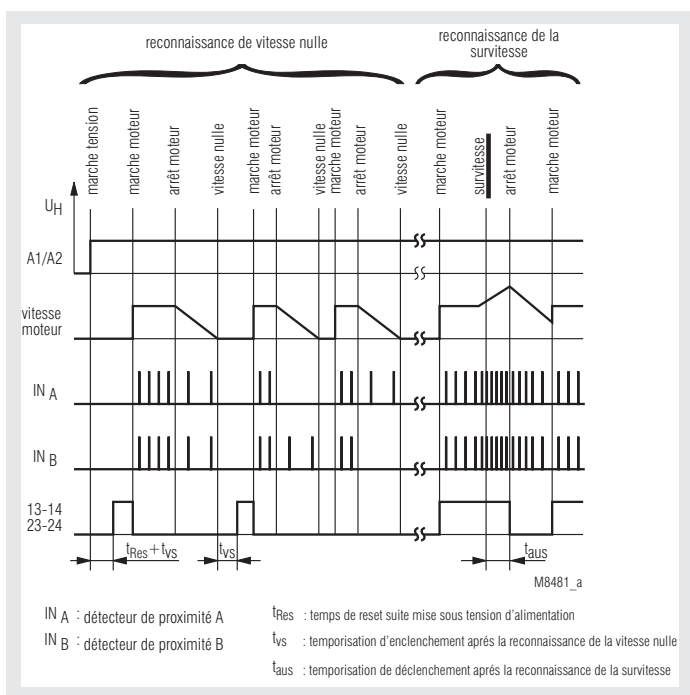 reconnaissance de vitesse nulle
reconnaissance de la
survitesse
marche tension
marche moteur
arrêt moteur
vitesse nulle
marche moteur
arrêt moteur
vitesse nulle
marche moteur
arrêt moteur
vitesse nulle
marche moteur
survitesse
arrêt moteur
marche moteur
UH
A1/A2
vitesse
moteur
IN A
IN B
13-14
23-24
tRes+tvs
tvs
taus
M8481_a
IN A : détecteur de proximité A
IN B : détecteur de proximité B
tRes : temps de reset suite mise sous tension d'alimentation
tvs : temporisation d'enclenchement aprés la reconnaissance de la vitesse nulle
taus : temporisation de déclenchement aprés la reconnaissance de la survitesse